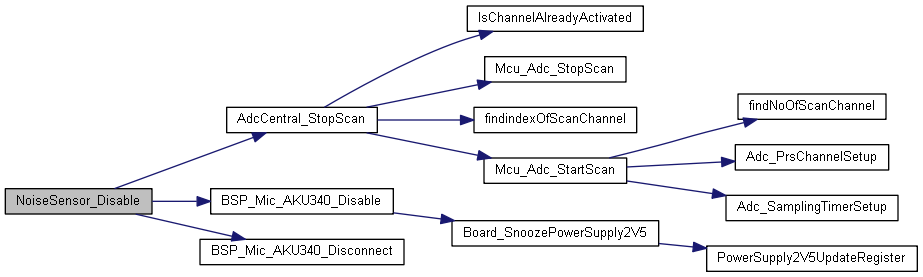 IsChannelAlreadyActivated
Mcu_Adc_StopScan
findNoOfScanChannel
AdcCentral_StopScan
findindexOfScanChannel
Adc_PrsChannelSetup
Mcu_Adc_StartScan
NoiseSensor_Disable
BSP_Mic_AKU340_Disable
Adc_SamplingTimerSetup
Board_SnoozePowerSupply2V5
BSP_Mic_AKU340_Disconnect
PowerSupply2V5UpdateRegister